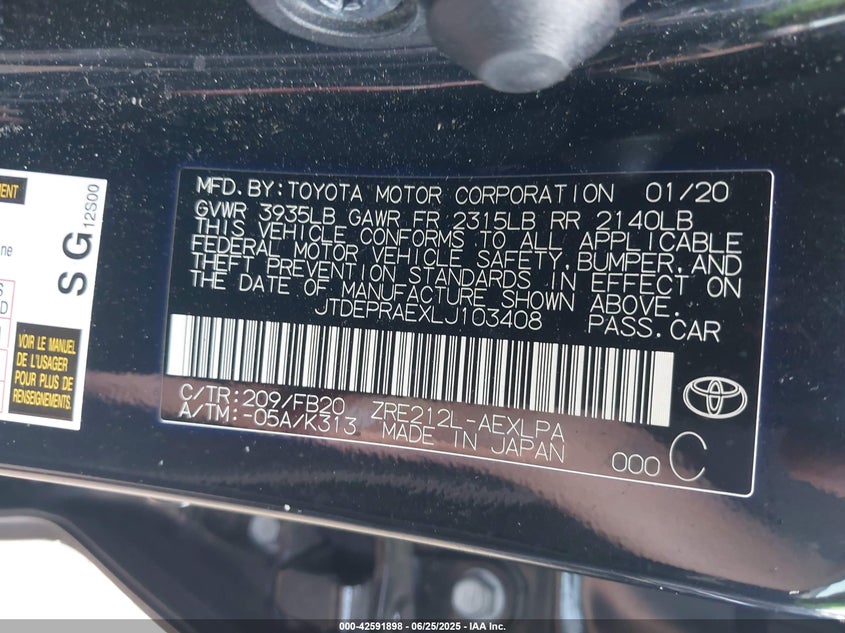 MFD. BY: TOYOTA MOTOR CORPORATION 01/20
GVWR 3935LB GAWR FR 2315LB RR 2140LB
THIS VEHICLE CONFORMS TO ALL APPLICABLE
FEDERAL MOTOR VEHICLE SAFETY, BUMPER, AND
THEFT PREVENTION STANDARDS IN EFFECT ON
THE DATE OF MANUFACTURE SHOWN ABOVE.
JTDEPRAEXLJ103408 PASS. CAR
C/TR: 209/FB20 ZRE212L-AEXLPA
A/TM: -05A/K313 MADE IN JAPAN
000 C
TOYOTA
SG
12S00
VOIR LE MANUEL
DE L'USAGER
POUR PLUS DE
RENSEIGNEMENTS.
000-42591898 - 06/25/2025 - IAA Inc.